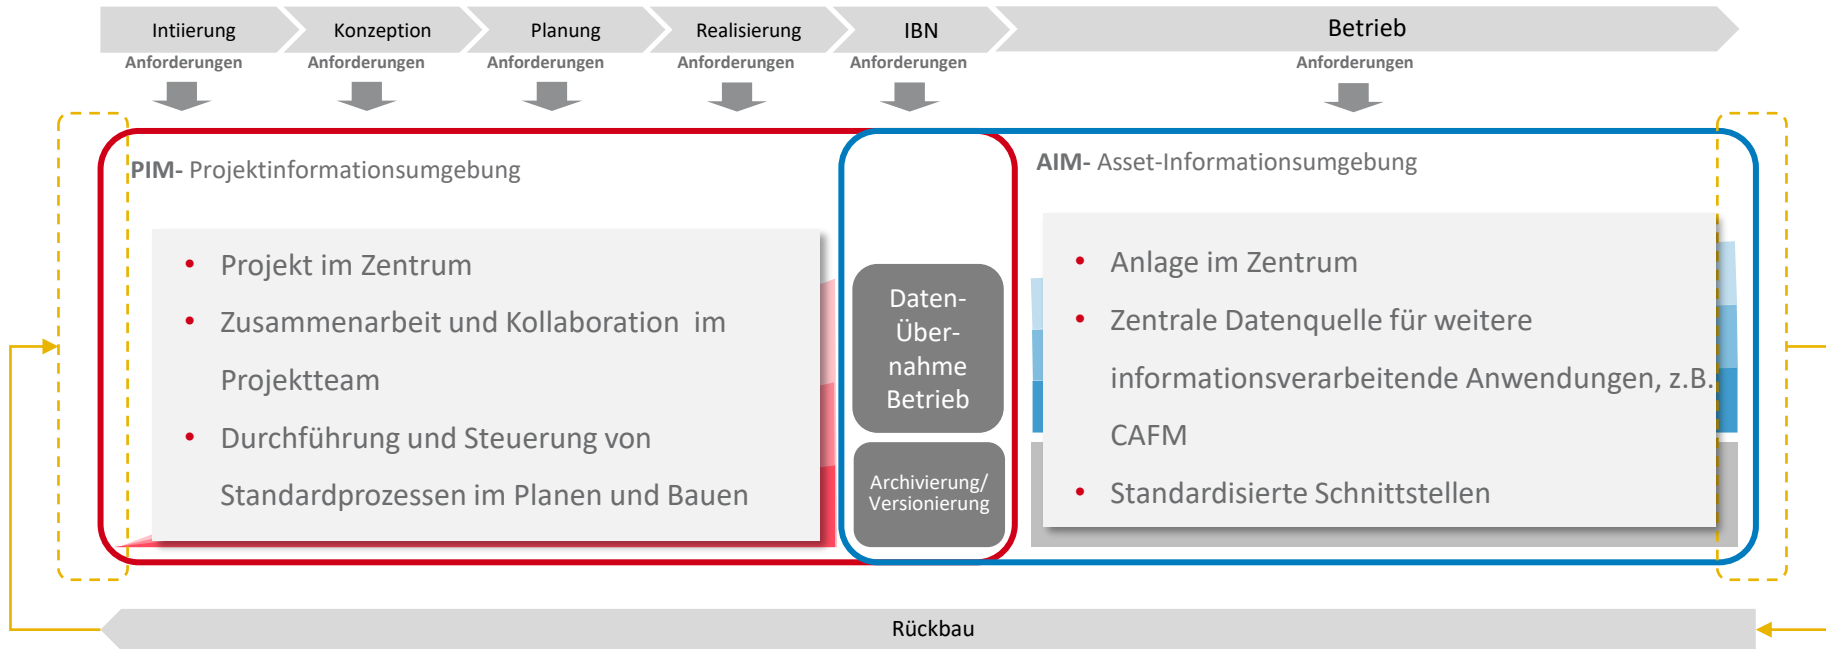 Intiierung
Konzeption
Planung
Realisierung
IBN
Betrieb
Anforderungen
Anforderungen
Anforderungen
Anforderungen
Anforderungen
Anforderungen
PIM- Projektinformationsumgebung
• Projekt im Zentrum
• Zusammenarbeit und Kollaboration im
Projektteam
• Durchführung und Steuerung von
Standardprozessen im Planen und Bauen
Daten-
Über-
nahme
Betrieb
Archivierung/
Versionierung
AIM- Asset-Informationsumgebung
• Anlage im Zentrum
• Zentrale Datenquelle für weitere
informationsverarbeitende Anwendungen, z.B.
CAFM
• Standardisierte Schnittstellen
Rückbau